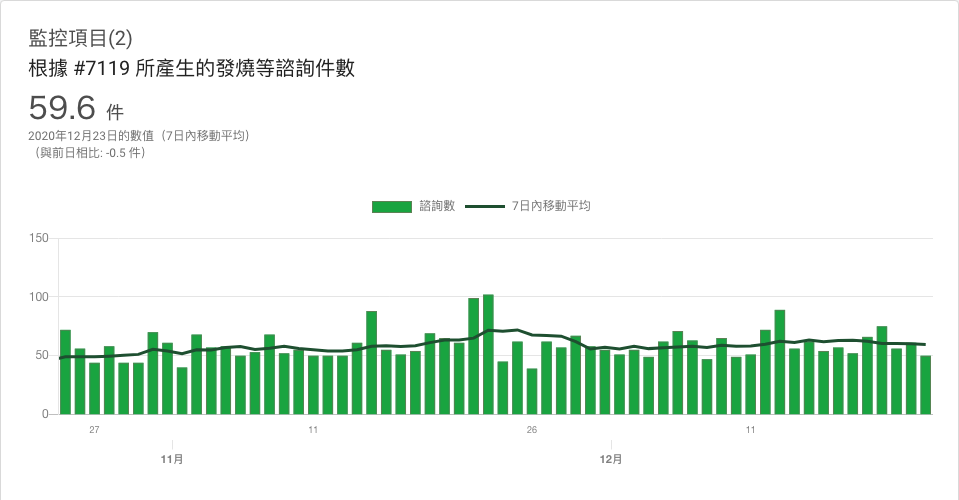 監控項目(2)
根據 #7119 所產生的發燒等諮詢件數
59.6 件
2020年12月23日的數值（7日內移動平均）
（與前日相比: -0.5 件）
諮詢數 7日內移動平均
150
100
50
0
27 11 26 11
11月 12月